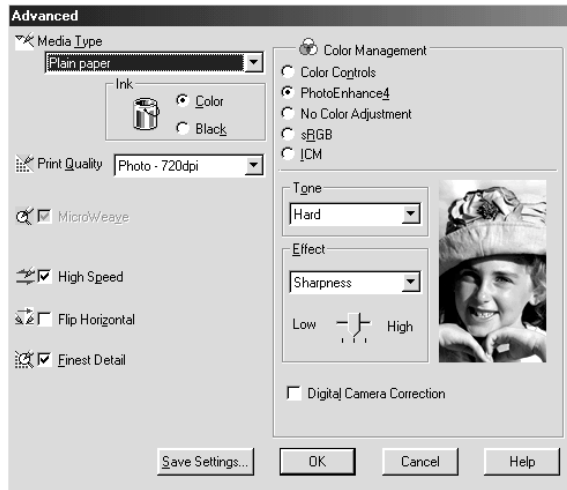 Advanced
Media Type
Plain paper
Ink
Color
Black
Print Quality
Photo - 720dpi
MicroWeave
High Speed
Flip Horizontal
Finest Detail
Color Management
Color Controls
PhotoEnhance4
No Color Adjustment
sRGB
ICM
Tone
Hard
Effect
Sharpness
Low High
Digital Camera Correction
Save Settings... OK Cancel Help